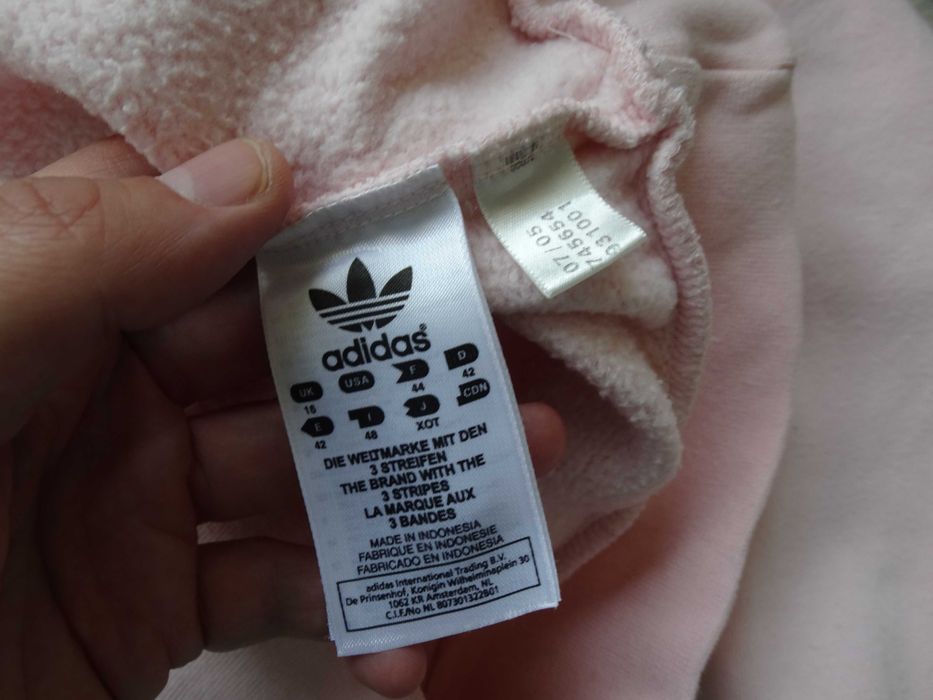 07/05
745654
931001
adidas
UK USA F D
16 44 42
E I J CDN
42 48 XOT
DIE WELTMARKE MIT DEN
3 STREIFEN
THE BRAND WITH THE
3 STRIPES
LA MARQUE AUX
3 BANDES
MADE IN INDONESIA
FABRIQUE EN INDONESIE
FABRICADO EN INDONESIA
adidas International Trading B.V.
De Prinsenhof, Konigin Wilhelminaplein 30
1062 KR Amsterdam, NL
C.I.F/No NL 807301322B01